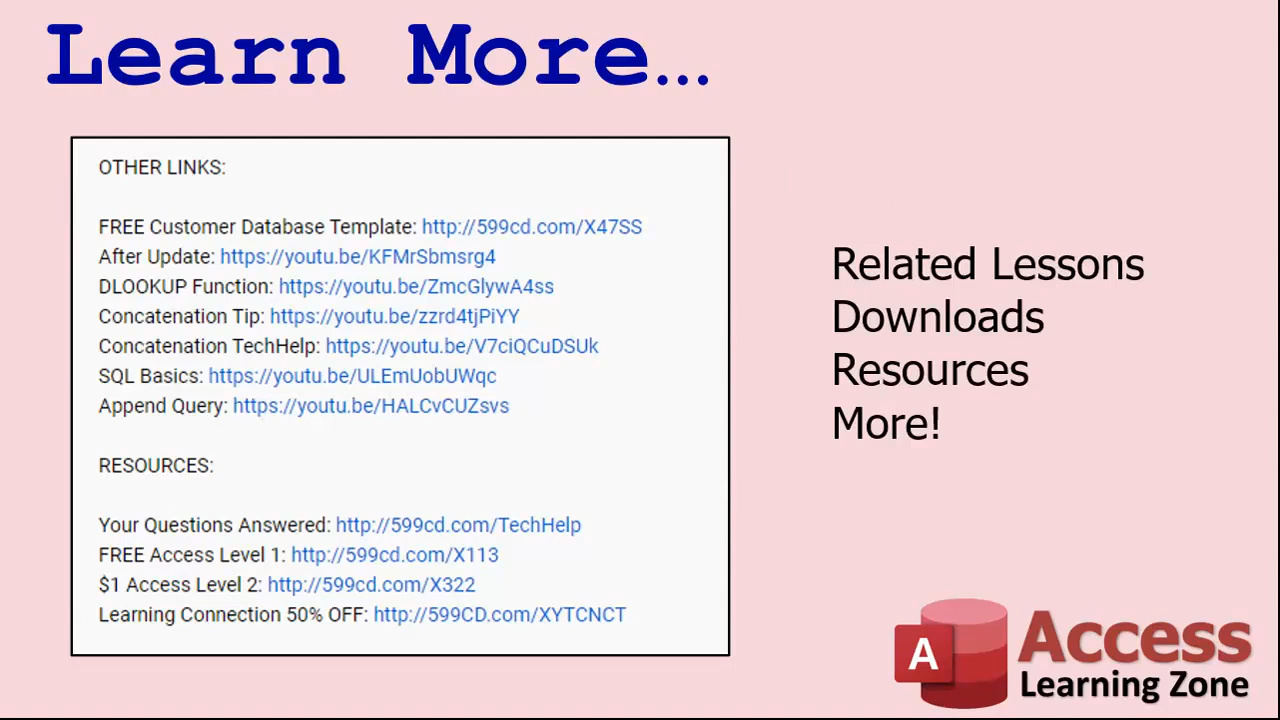 Learn More...
OTHER LINKS:
FREE Customer Database Template: http://599cd.com/X47SS
After Update: https://youtu.be/KFMrSbmsrg4
DLOOKUP Function: https://youtu.be/ZmcGlywA4ss
Concatenation Tip: https://youtu.be/zzrd4tjPiYY
Concatenation TechHelp: https://youtu.be/V7ciQCuDSUk
SQL Basics: https://youtu.be/ULEmUobUWqc
Append Query: https://youtu.be/HALCvCUZsvs
RESOURCES:
Your Questions Answered: http://599cd.com/TechHelp
FREE Access Level 1: http://599cd.com/X113
$1 Access Level 2: http://599cd.com/X322
Learning Connection 50% OFF: http://599CD.com/XYTCNCT
Related Lessons
Downloads
Resources
More!
A
Access
Learning Zone